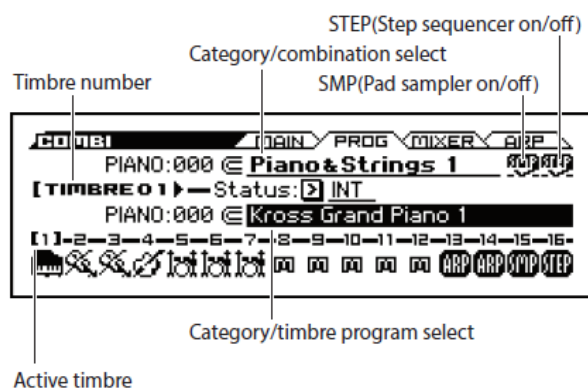 STEP(Step sequencer on/off)
Category/combination select
Timbre number
SMP(Pad sampler on/off)
COMBI MAIN PROG MIXER ARP
PIANO:000 Piano&Strings 1 SMP STEP
[TIMBRE01 Status: INT
PIANO:000 Kross Grand Piano 1
[1]-2-3-4-5-6-7-8-9-10-11-12-13-14-15-16-
ARP ARP SMP STEP
Category/timbre program select
Active timbre